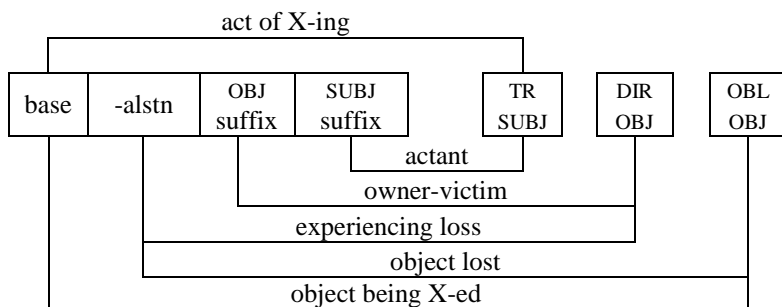 act of X-ing
base -alstn OBJ suffix SUBJ suffix TR SUBJ DIR OBJ OBL OBJ
actant
owner-victim
experiencing loss
object lost
object being X-ed